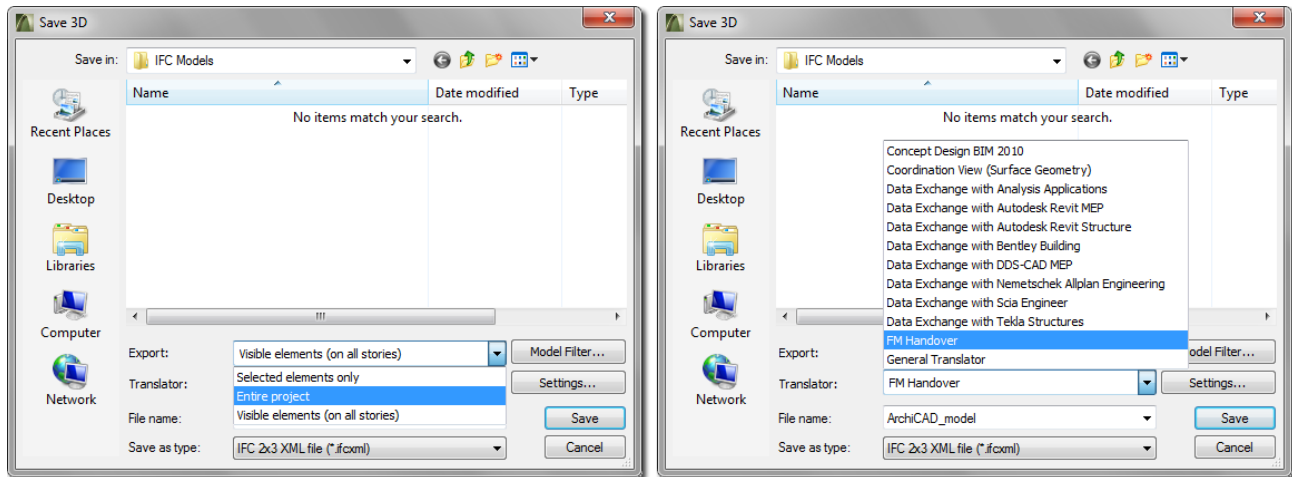 Save 3D
Save in:
IFC Models
Name
Date modified
Type
No items match your search.
Recent Places
Desktop
Libraries
Computer
Network
Export:
Visible elements (on all stories)
Model Filter...
Selected elements only
Entire project
Visible elements (on all stories)
Translator:
Settings...
File name:
Save
Save as type:
IFC 2x3 XML file (*.ifcxml)
Cancel
Save 3D
Save in:
IFC Models
Name
Date modified
Type
No items match your search.
Recent Places
Desktop
Libraries
Computer
Network
Concept Design BIM 2010
Coordination View (Surface Geometry)
Data Exchange with Analysis Applications
Data Exchange with Autodesk Revit MEP
Data Exchange with Autodesk Revit Structure
Data Exchange with Bentley Building
Data Exchange with DDS-CAD MEP
Data Exchange with Nemetschek Allplan Engineering
Data Exchange with Scia Engineer
Data Exchange with Tekla Structures
FM Handover
General Translator
Export:
odel Filter...
Translator:
FM Handover
Settings...
File name:
ArchiCAD_model
Save
Save as type:
IFC 2x3 XML file (*.ifcxml)
Cancel